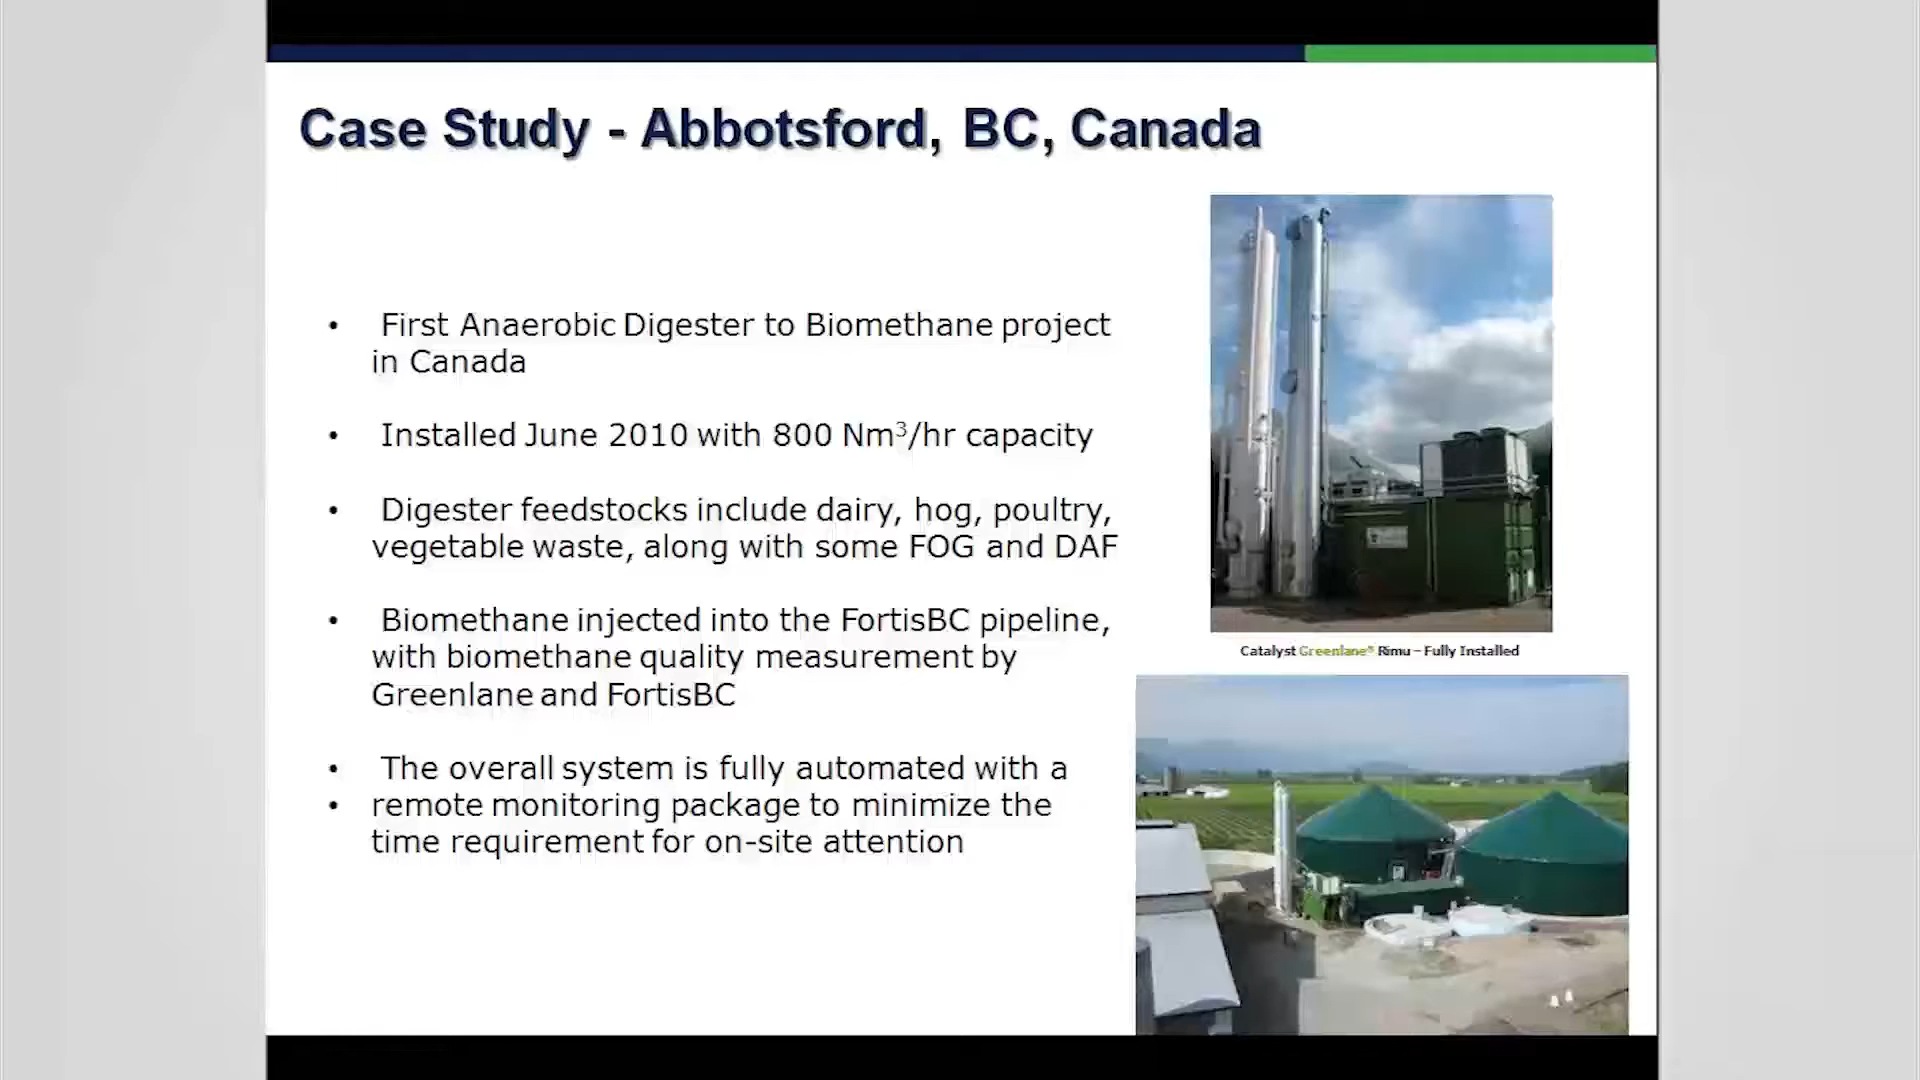 Case Study - Abbotsford, BC, Canada
• First Anaerobic Digester to Biomethane project
in Canada
• Installed June 2010 with 800 Nm³/hr capacity
• Digester feedstocks include dairy, hog, poultry,
vegetable waste, along with some FOG and DAF
• Biomethane injected into the FortisBC pipeline,
with biomethane quality measurement by
Greenlane and FortisBC
• The overall system is fully automated with a
• remote monitoring package to minimize the
time requirement for on-site attention
Catalyst Greenlane® Rimu – Fully Installed